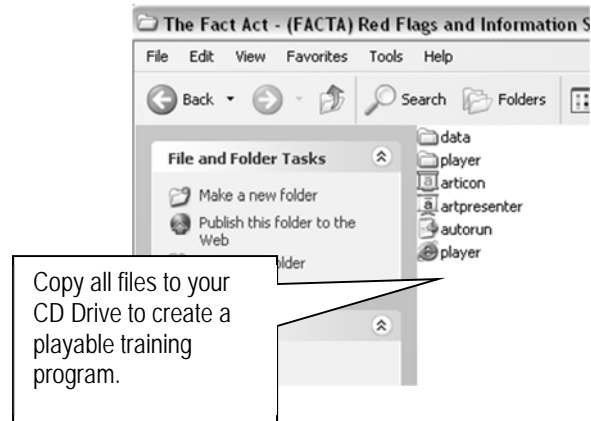 The Fact Act - (FACTA) Red Flags and Information S
File Edit View Favorites Tools Help
Back Search Folders
File and Folder Tasks
Make a new folder
Publish this folder to the
Web
data
player
articon
artpresenter
autorun
player
Copy all files to your
CD Drive to create a
playable training
program.